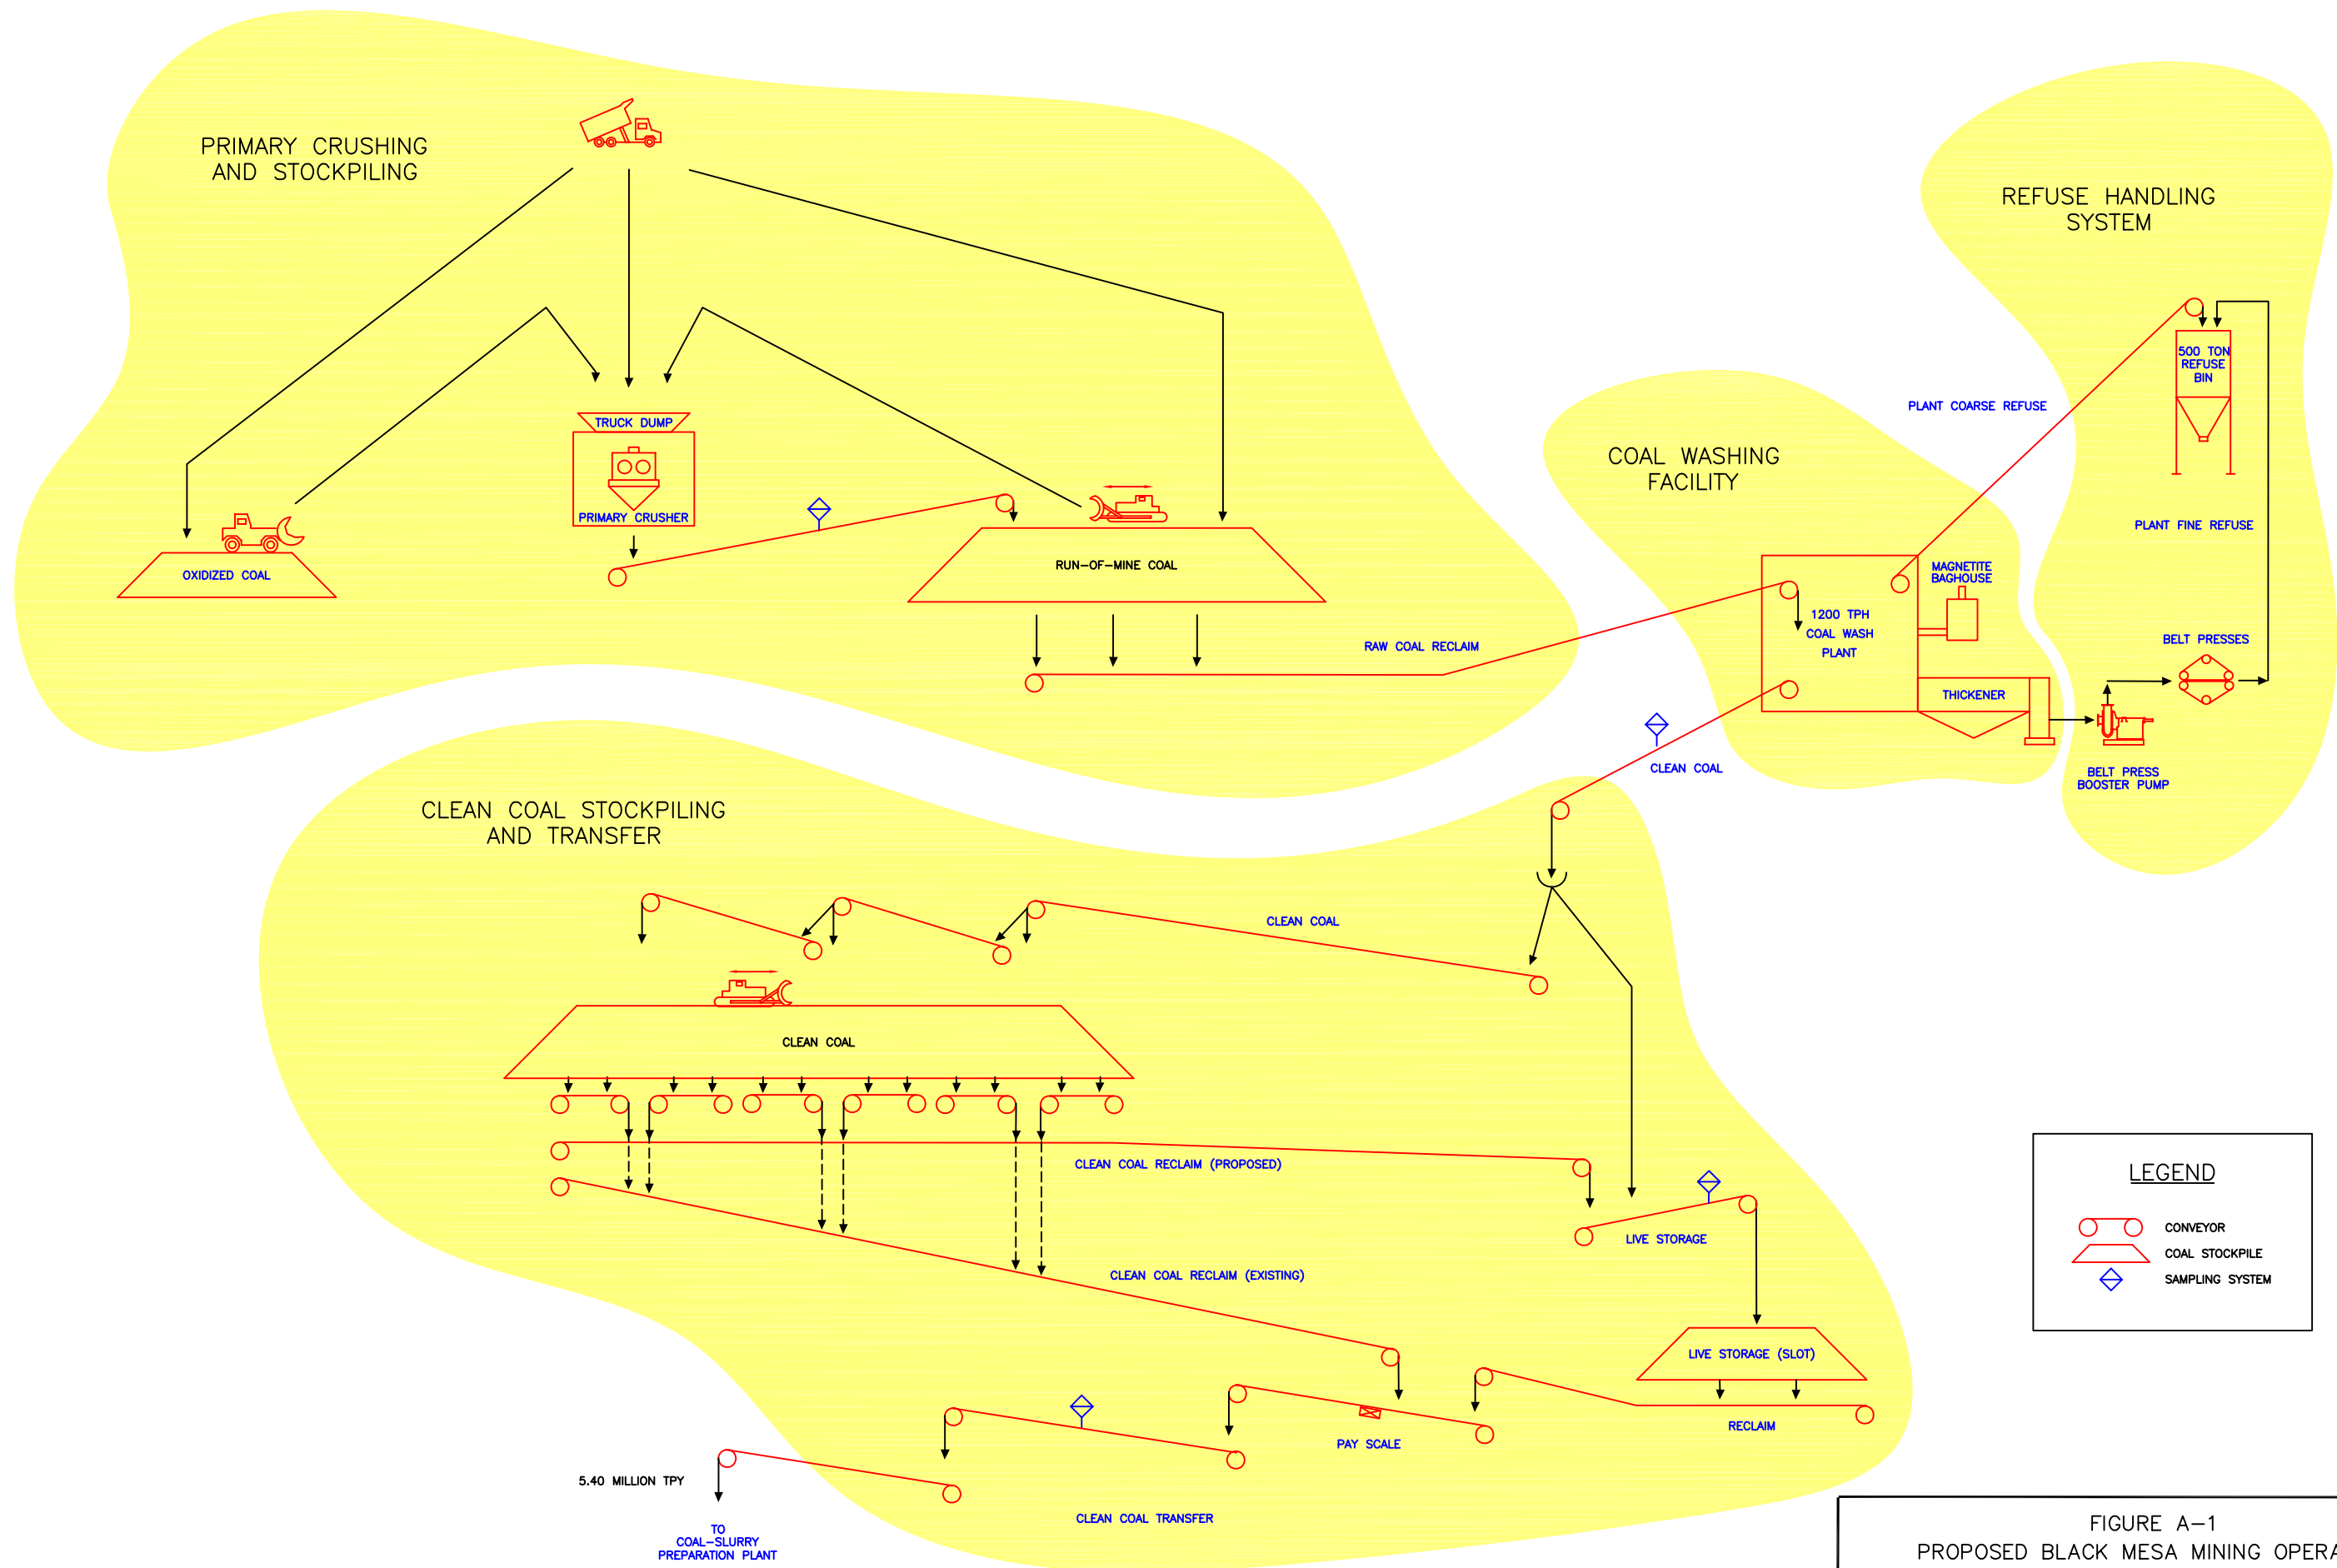 PRIMARY CRUSHING
AND STOCKPILING
REFUSE HANDLING
SYSTEM
500 TON
REFUSE
BIN
PLANT COARSE REFUSE
TRUCK DUMP
COAL WASHING
FACILITY
PRIMARY CRUSHER
PLANT FINE REFUSE
OXIDIZED COAL
RUN-OF-MINE COAL
MAGNETITE
BAGHOUSE
1200 TPH
COAL WASH
PLANT
RAW COAL RECLAIM
BELT PRESSES
THICKENER
CLEAN COAL
BELT PRESS
BOOSTER PUMP
CLEAN COAL STOCKPILING
AND TRANSFER
CLEAN COAL
CLEAN COAL
CLEAN COAL RECLAIM (PROPOSED)
LIVE STORAGE
CLEAN COAL RECLAIM (EXISTING)
LEGEND
CONVEYOR
COAL STOCKPILE
SAMPLING SYSTEM
LIVE STORAGE (SLOT)
RECLAIM
PAY SCALE
5.40 MILLION TPY
CLEAN COAL TRANSFER
TO
COAL-SLURRY
PREPARATION PLANT
FIGURE A-1
PROPOSED BLACK MESA MINING